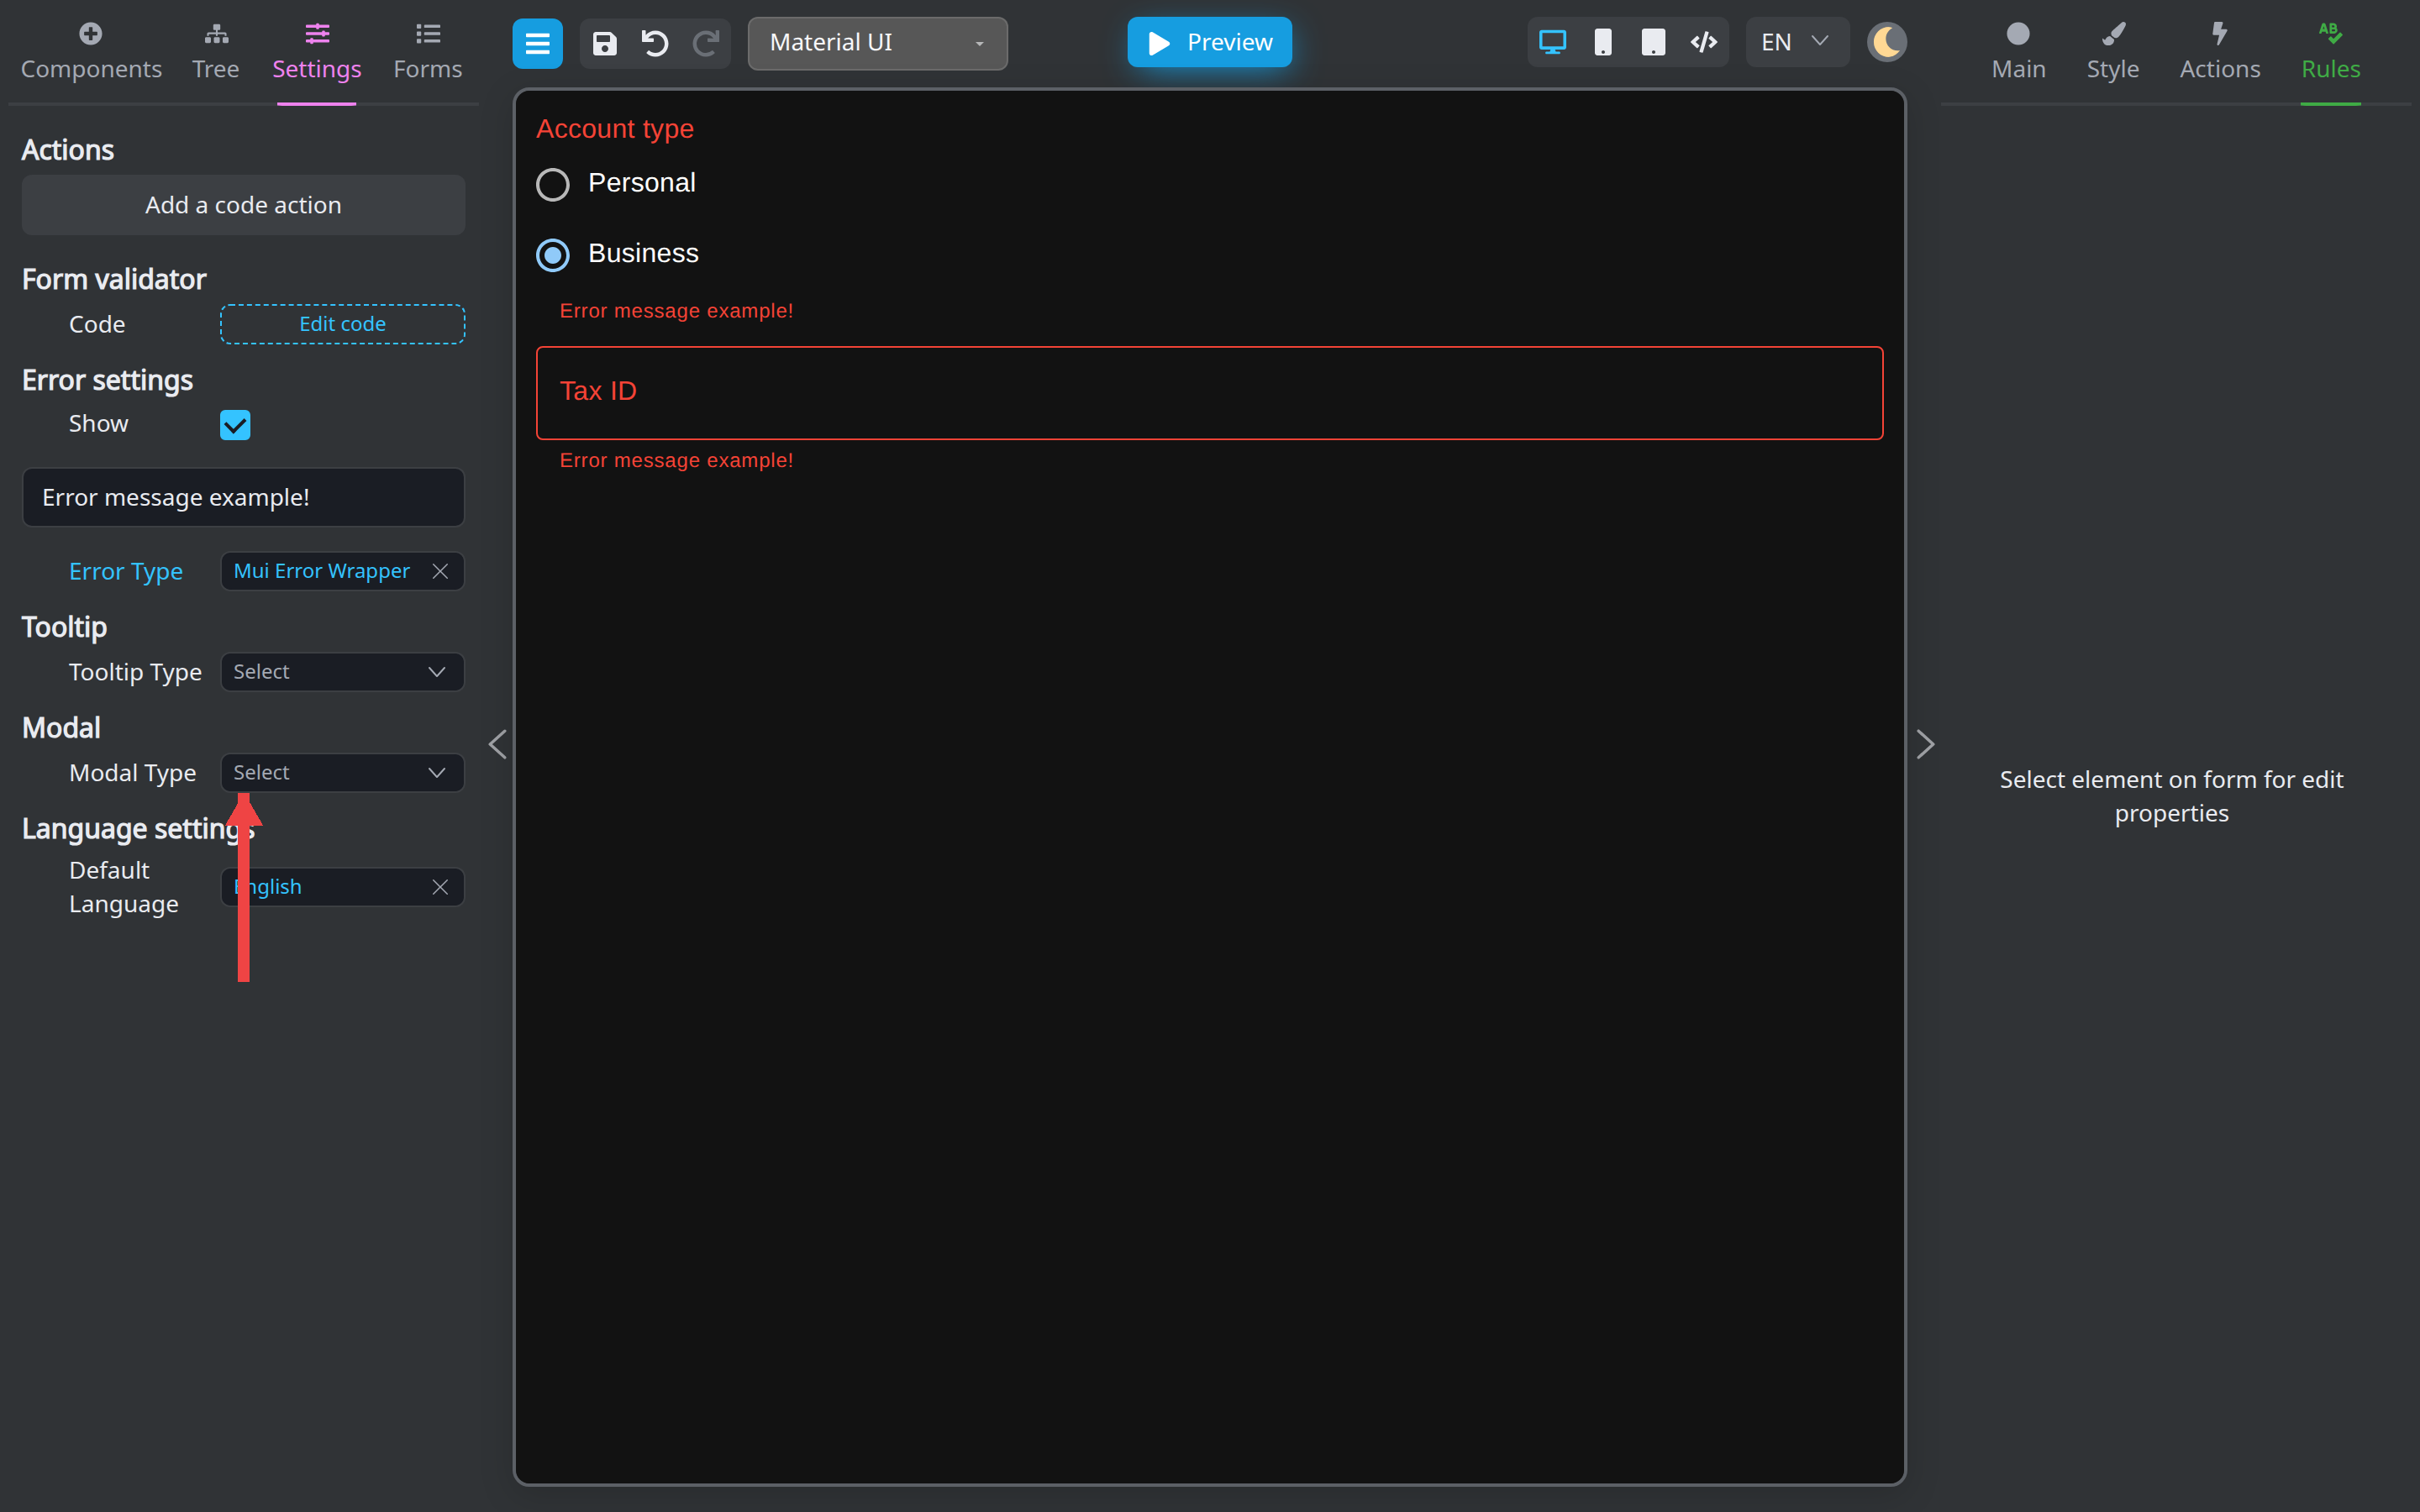 Components
Tree
Settings
Forms
Material UI
Preview
EN
Main
Style
Actions
AB
Rules
Actions
Add a code action
Form validator
Code
Edit code
Error settings
Show
Error message example!
Error Type
Mui Error Wrapper
Tooltip
Tooltip Type
Select
Modal
Modal Type
Select
Language settings
Default
Language
English
Account type
Personal
Business
Error message example!
Tax ID
Error message example!
Select element on form for edit
properties